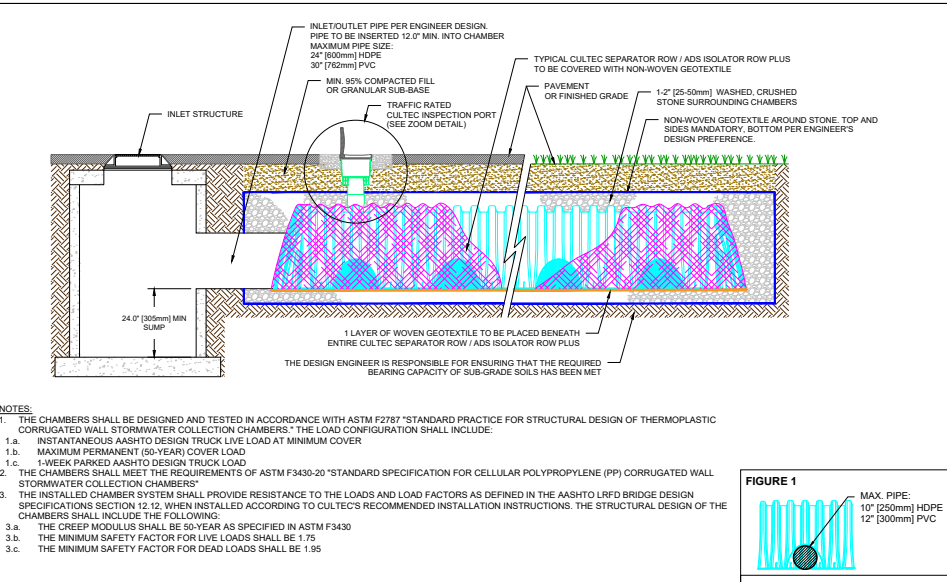 INLET/OUTLET PIPE PER ENGINEER DESIGN.
PIPE TO BE INSERTED 12.0" MIN. INTO CHAMBER
MAXIMUM PIPE SIZE:
24" [600mm] HDPE
30" [762mm] PVC
MIN. 95% COMPACTED FILL
OR GRANULAR SUB-BASE
TRAFFIC RATED
CULTEC INSPECTION PORT
(SEE ZOOM DETAIL)
INLET STRUCTURE
TYPICAL CULTEC SEPARATOR ROW / ADS ISOLATOR ROW PLUS
TO BE COVERED WITH NON-WOVEN GEOTEXTILE
PAVEMENT
OR FINISHED GRADE
1-2" [25-50mm] WASHED, CRUSHED
STONE SURROUNDING CHAMBERS
NON-WOVEN GEOTEXTILE AROUND STONE. TOP AND
SIDES MANDATORY, BOTTOM PER ENGINEER'S
DESIGN PREFERENCE.
24.0" [305mm] MIN
SUMP
1 LAYER OF WOVEN GEOTEXTILE TO BE PLACED BENEATH
ENTIRE CULTEC SEPARATOR ROW / ADS ISOLATOR ROW PLUS
THE DESIGN ENGINEER IS RESPONSIBLE FOR ENSURING THAT THE REQUIRED
BEARING CAPACITY OF SUB-GRADE SOILS HAS BEEN MET
NOTES:
1. THE CHAMBERS SHALL BE DESIGNED AND TESTED IN ACCORDANCE WITH ASTM F2787 "STANDARD PRACTICE FOR STRUCTURAL DESIGN OF THERMOPLASTIC
CORRUGATED WALL STORMWATER COLLECTION CHAMBERS." THE LOAD CONFIGURATION SHALL INCLUDE:
1.a. INSTANTANEOUS AASHTO DESIGN TRUCK LIVE LOAD AT MINIMUM COVER
1.b. MAXIMUM PERMANENT (50-YEAR) COVER LOAD
1.c. 1-WEEK PARKED AASHTO DESIGN TRUCK LOAD
2. THE CHAMBERS SHALL MEET THE REQUIREMENTS OF ASTM F3430-20 "STANDARD SPECIFICATION FOR CELLULAR POLYPROPYLENE (PP) CORRUGATED WALL
STORMWATER COLLECTION CHAMBERS"
3. THE INSTALLED CHAMBER SYSTEM SHALL PROVIDE RESISTANCE TO THE LOADS AND LOAD FACTORS AS DEFINED IN THE AASHTO LRFD BRIDGE DESIGN
SPECIFICATIONS SECTION 12.12, WHEN INSTALLED ACCORDING TO CULTEC'S RECOMMENDED INSTALLATION INSTRUCTIONS. THE STRUCTURAL DESIGN OF THE
CHAMBERS SHALL INCLUDE THE FOLLOWING:
3.a. THE CREEP MODULUS SHALL BE 50-YEAR AS SPECIFIED IN ASTM F3430
3.b. THE MINIMUM SAFETY FACTOR FOR LIVE LOADS SHALL BE 1.75
3.c. THE MINIMUM SAFETY FACTOR FOR DEAD LOADS SHALL BE 1.95
FIGURE 1
MAX. PIPE:
10" [250mm] HDPE
12" [300mm] PVC